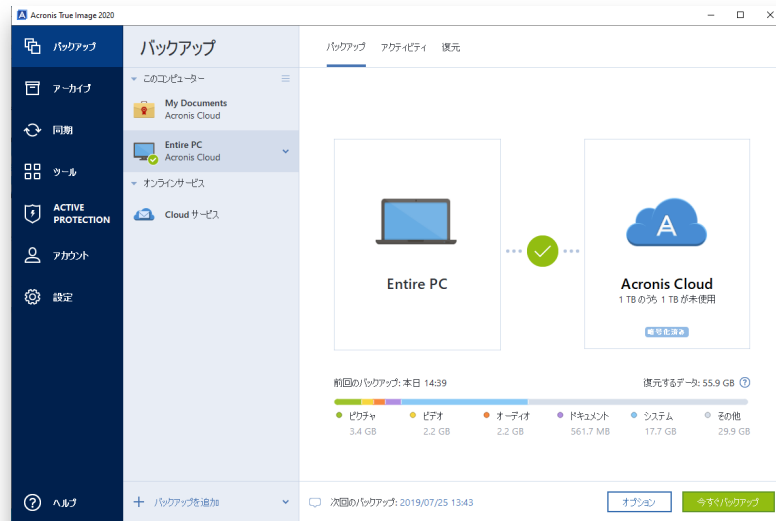 Acronis True Image 2020
バックアップ
アーカイブ
同期
ツール
ACTIVE
PROTECTION
アカウント
設定
ヘルプ
バックアップ
このコンピューター
My Documents
Acronis Cloud
Entire PC
Acronis Cloud
オンラインサービス
Cloud サービス
バックアップを追加
バックアップ アクティビティ 復元
Entire PC
Acronis Cloud
1 TB のうち 1 TB が未使用
暗号化済み
前回のバックアップ: 本日 14:39
復元するデータ: 55.9 GB ?
ピクチャ ビデオ オーディオ ドキュメント システム その他
3.4 GB 2.2 GB 2.2 GB 561.7 MB 17.7 GB 29.9 GB
次回のバックアップ: 2019/07/25 13:43
オプション
今すぐバックアップ